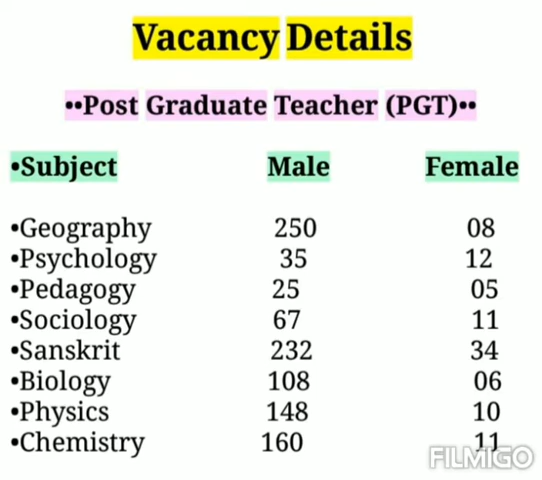 Vacancy Details
••Post Graduate Teacher (PGT)••
•Subject Male Female
•Geography 250 08
•Psychology 35 12
•Pedagogy 25 05
•Sociology 67 11
•Sanskrit 232 34
•Biology 108 06
•Physics 148 10
•Chemistry 160 11
FILMIGO